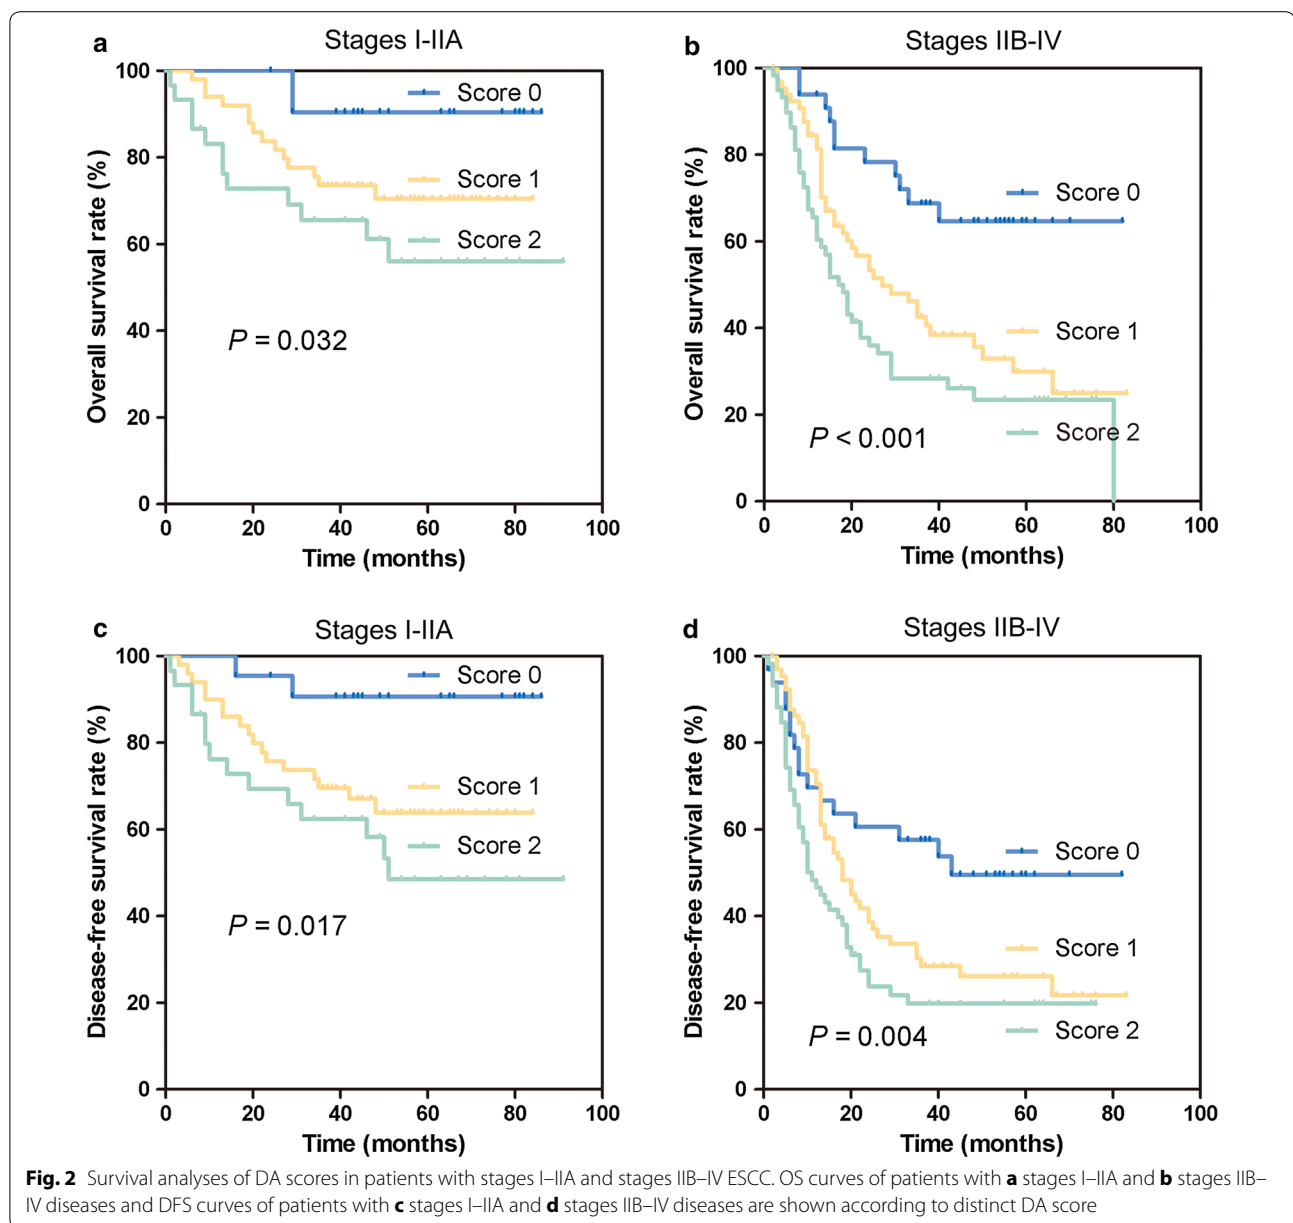 a
Stages I-IIA
100
80
60
40
20
0
Overall survival rate (%)
Score 0
Score 1
Score 2
P = 0.032
0 20 40 60 80 100
Time (months)
b
Stages IIB-IV
100
80
60
40
20
0
Overall survival rate (%)
Score 0
Score 1
Score 2
P < 0.001
0 20 40 60 80 100
Time (months)
c
Stages I-IIA
100
80
60
40
20
0
Disease-free survival rate (%)
Score 0
Score 1
Score 2
P = 0.017
0 20 40 60 80 100
Time (months)
d
Stages IIB-IV
100
80
60
40
20
0
Disease-free survival rate (%)
Score 0
Score 1
Score 2
P = 0.004
0 20 40 60 80 100
Time (months)
Fig. 2 Survival analyses of DA scores in patients with stages I–IIA and stages IIB–IV ESCC. OS curves of patients with a stages I–IIA and b stages IIB–
IV diseases and DFS curves of patients with c stages I–IIA and d stages IIB–IV diseases are shown according to distinct DA score